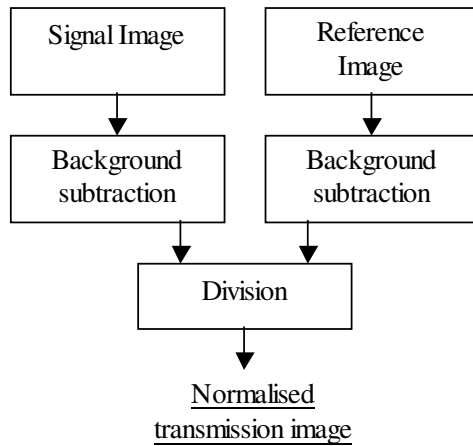 Signal Image
Reference
Image
Background
subtraction
Background
subtraction
Division
Normalised
transmission image